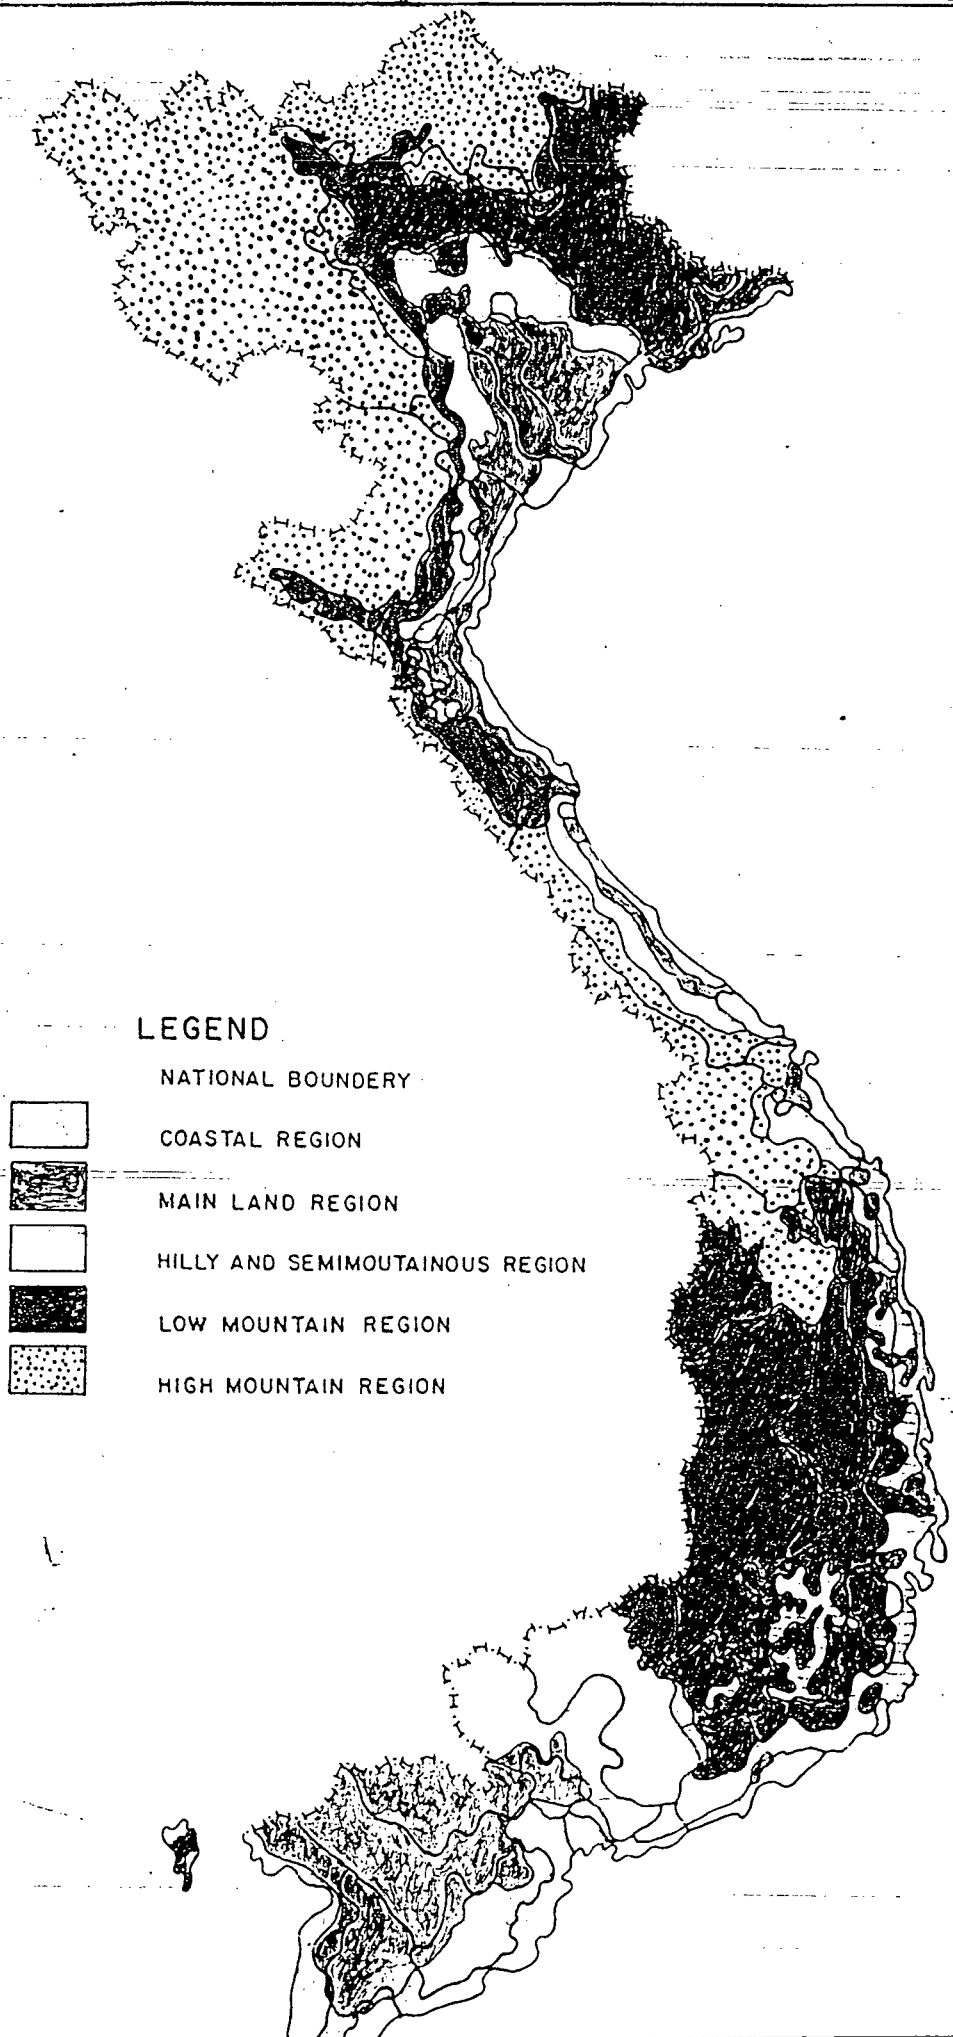 LEGEND
NATIONAL BOUNDERY
COASTAL REGION
MAIN LAND REGION
HILLY AND SEMIMOUTAINOUS REGION
LOW MOUNTAIN REGION
HIGH MOUNTAIN REGION